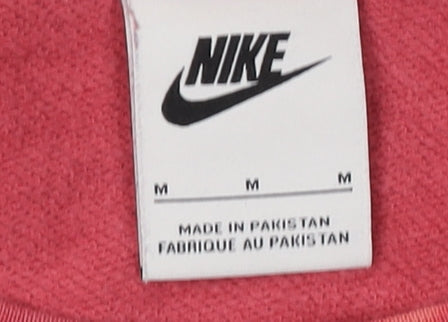 NIKE
M M M
MADE IN PAKISTAN
FABRIQUE AU PAKISTAN